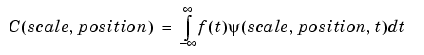 C(scale, position) = ∫_{-∞}^{∞} f(t)ψ(scale, position, t)dt